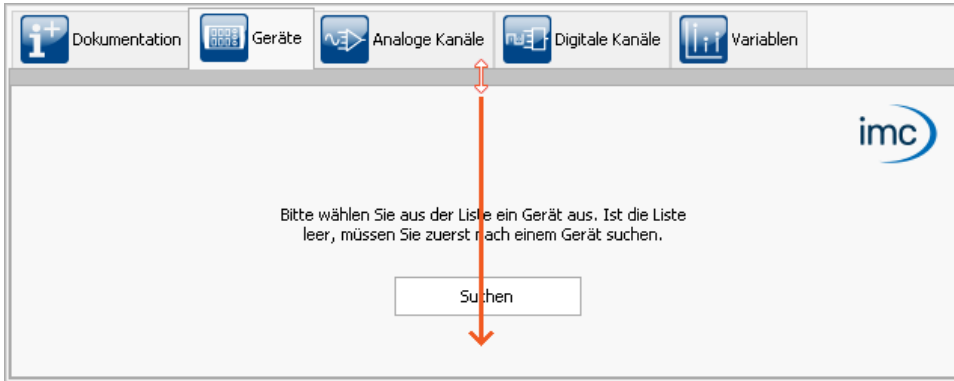 Dokumentation
Geräte
Analoge Kanäle
Digitale Kanäle
Variablen
imc
Bitte wählen Sie aus der Liste ein Gerät aus. Ist die Liste
leer, müssen Sie zuerst nach einem Gerät suchen.
Suchen